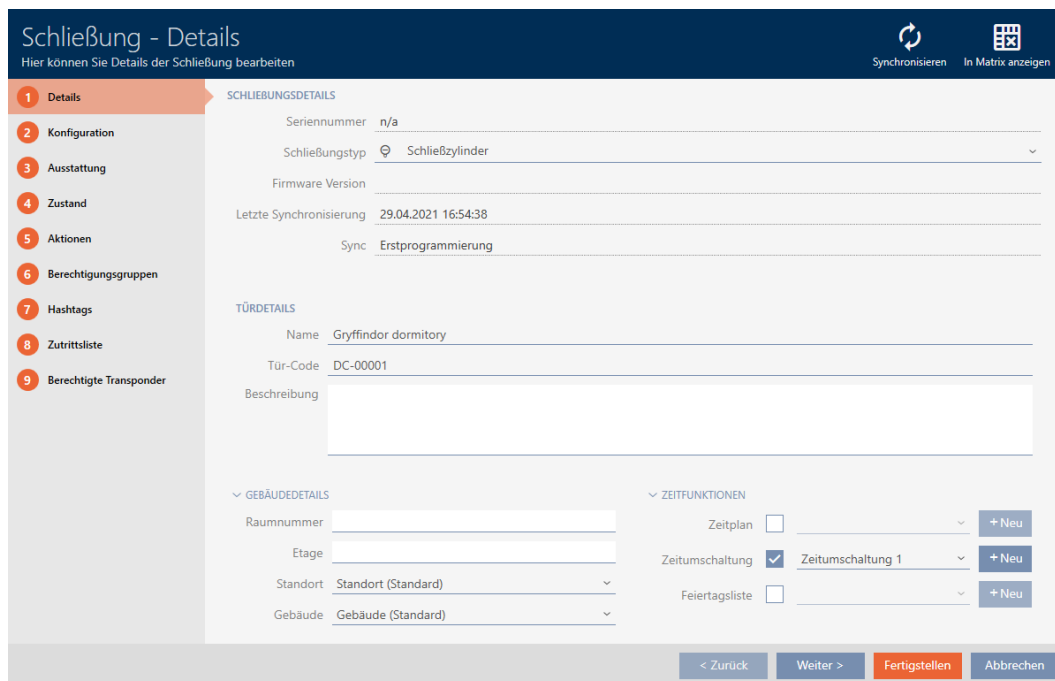 Schließung - Details
Hier können Sie Details der Schließung bearbeiten
Synchronisieren
In Matrix anzeigen
1 Details
2 Konfiguration
3 Ausstattung
4 Zustand
5 Aktionen
6 Berechtigungsgruppen
7 Hashtags
8 Zutrittsliste
9 Berechtigte Transponder
SCHLIEßUNGSDETAILS
Seriennummer n/a
Schließungstyp Schließzylinder
Firmware Version
Letzte Synchronisierung 29.04.2021 16:54:38
Sync Erstprogrammierung
TÜRDETAILS
Name Gryffindor dormitory
Tür-Code DC-00001
Beschreibung
GEBÄUDEDETAILS
Raumnummer
Etage
Standort Standort (Standard)
Gebäude Gebäude (Standard)
ZEITFUNKTIONEN
Zeitplan + Neu
Zeitumschaltung Zeitumschaltung 1 + Neu
Feiertagsliste + Neu
< Zurück
Weiter >
Fertigstellen
Abbrechen